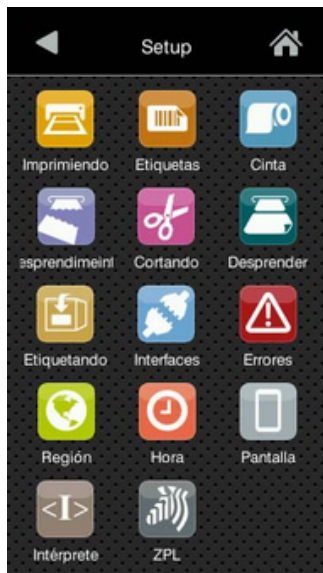 Setup
Imprimiendo Etiquetas Cinta
esprendimeinl Cortando Desprender
Etiquetando Interfaces Errores
Región Hora Pantalla
<I>
Intérprete ZPL